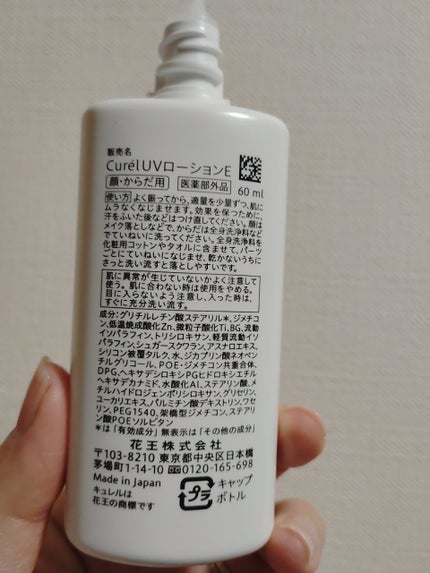 販売名
CurélUVローションE
顔・からだ用 医薬部外品 60 ml
使い方 よく振ってから、適量を少量ずつ、肌に
ムラなくなじませます。効果を保つために、
汗をふいた後などはつけ直してください。顔は
メイク落としなどで、からだは全身洗浄料など
でていねいに洗ってください。全身洗浄料を
化粧用コットンやタオルに含ませて、パーツ
ごとにていねいになじませ、乾かないうちに
さっと洗い流すと落としやすいです。
肌に異常が生じていないかよく注意して
使う。肌に合わない時は使用をやめる。
目に入らないよう注意し、入った時は、
すぐに充分洗い流す。
成分:グリチルレチン酸ステアリル*、ジメチコ
ン、低温焼成酸化Zn、微粒子酸化Ti、BG、流動
イソパラフィン、トリシロキサン、軽質流動イソ
パラフィン、シュガースクワラン、アスナロエキス、
シリコン被覆タルク、水、ジカプリン酸ネオペン
チルグリコール、POE・ジメチコン共重合体、
DPG、ヘキサデシロキシPGヒドロキシエチル
ヘキサデカナミド、水酸化Al、ステアリン酸、メ
チルハイドロジェンポリシロキサン、グリセリン、
ユーカリエキス、パルミチン酸デキストリン、ワセ
リン、PEG1540、架橋型ジメチコン、ステアリ
ン酸POEソルビタン
*は「有効成分」無表示は「その他の成分」
花王株式会社
〒103-8210 東京都中央区日本橋
茅場町1-14-10 0120-165-698
Made in Japan
キュレルは
花王の商標です
プラ
キャップ
ボトル